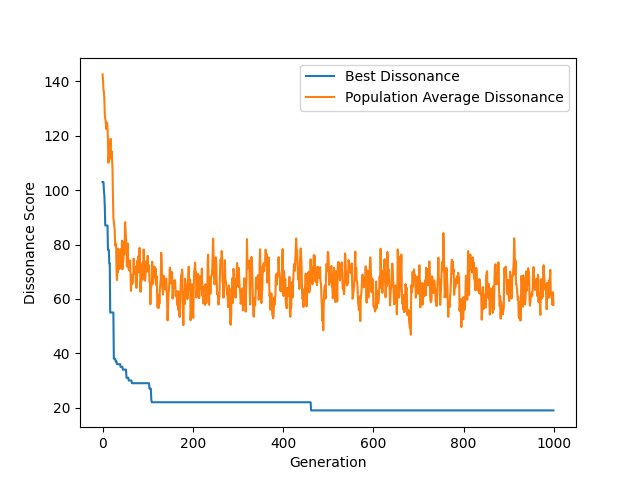 Best Dissonance
Population Average Dissonance
140
120
100
80
60
40
20
Dissonance Score
0 200 400 600 800 1000
Generation